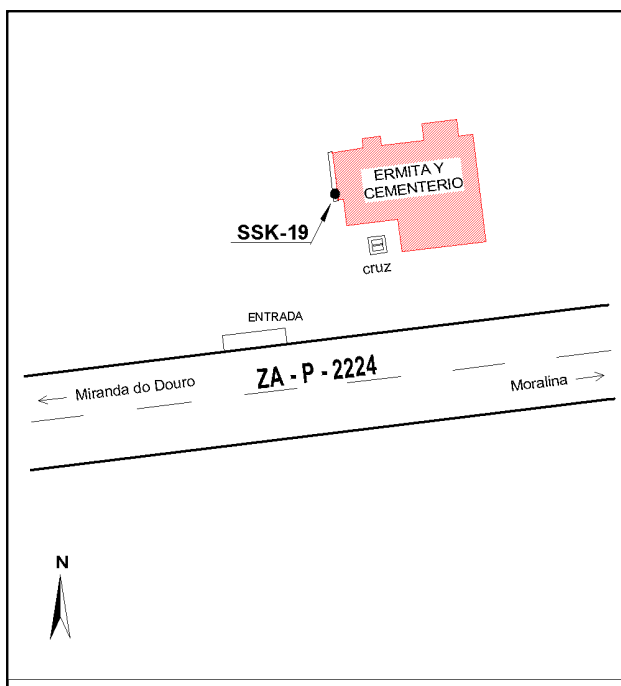 ERMITA Y
CEMENTERIO
SSK-19
cruz
ENTRADA
ZA - P - 2224
Miranda do Douro
Moralina
N